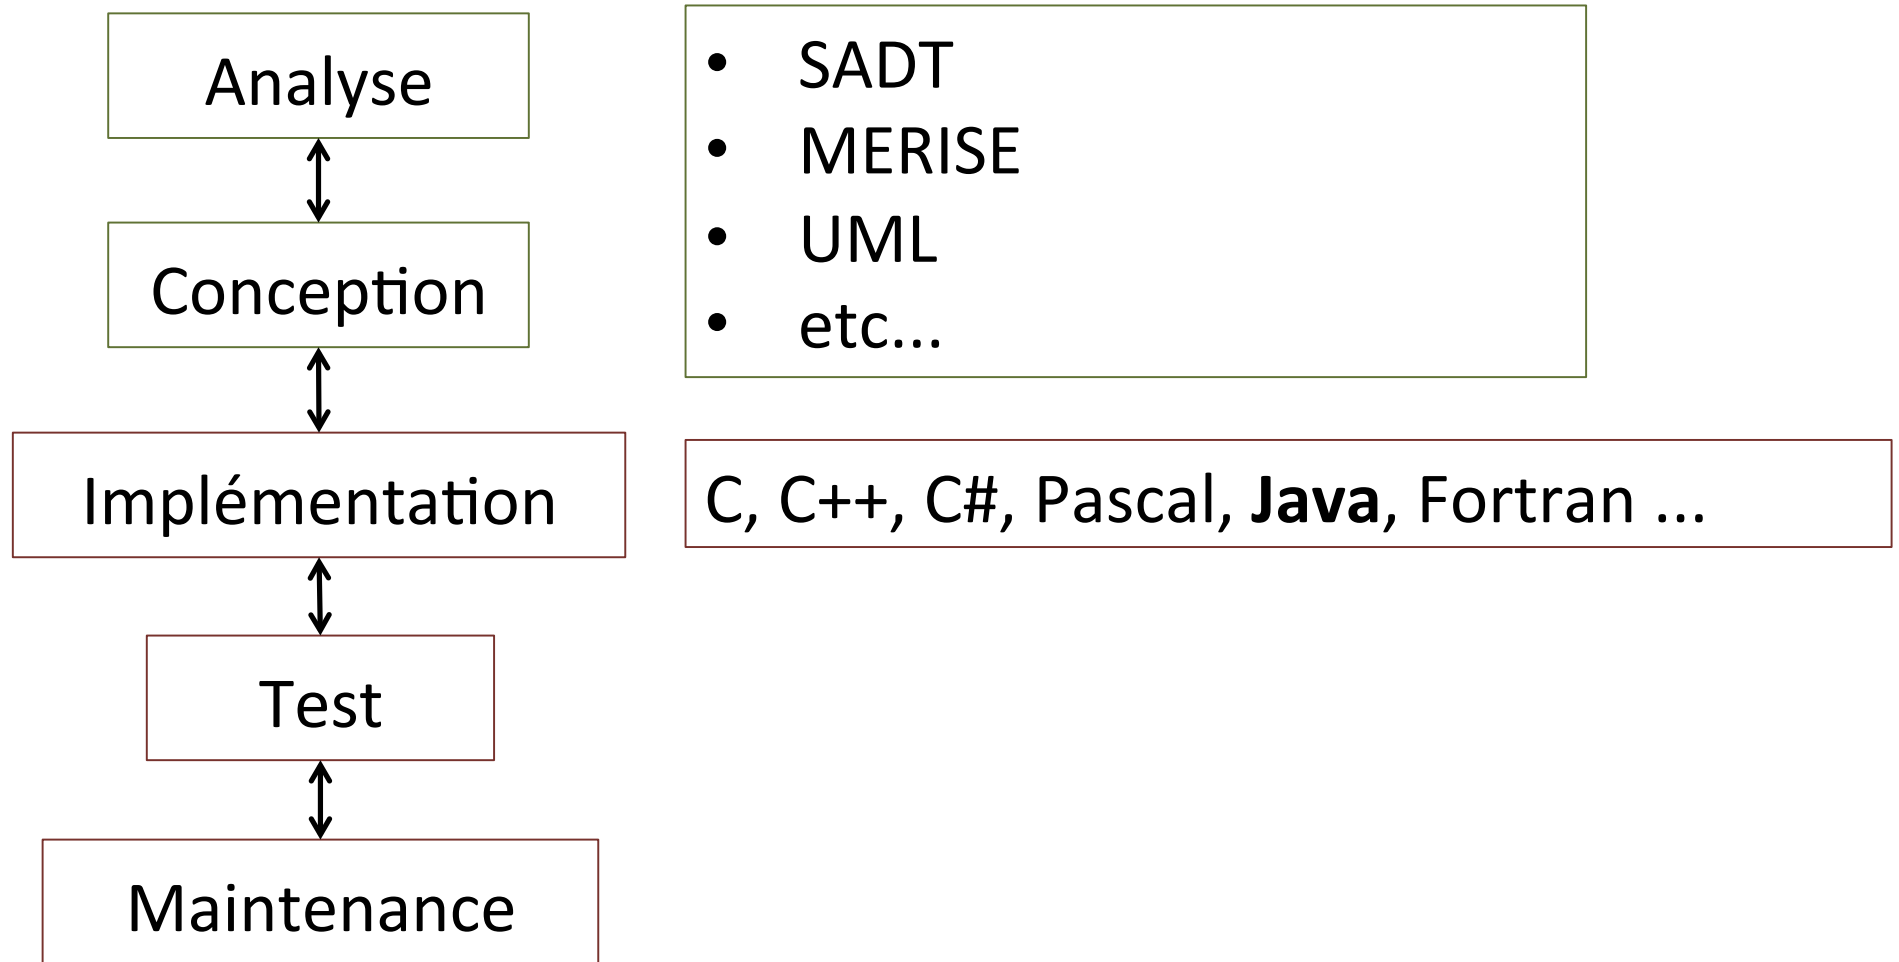 Analyse
Conception
Implémentation
Test
Maintenance
• SADT
• MERISE
• UML
• etc...
C, C++, C#, Pascal, Java, Fortran ...